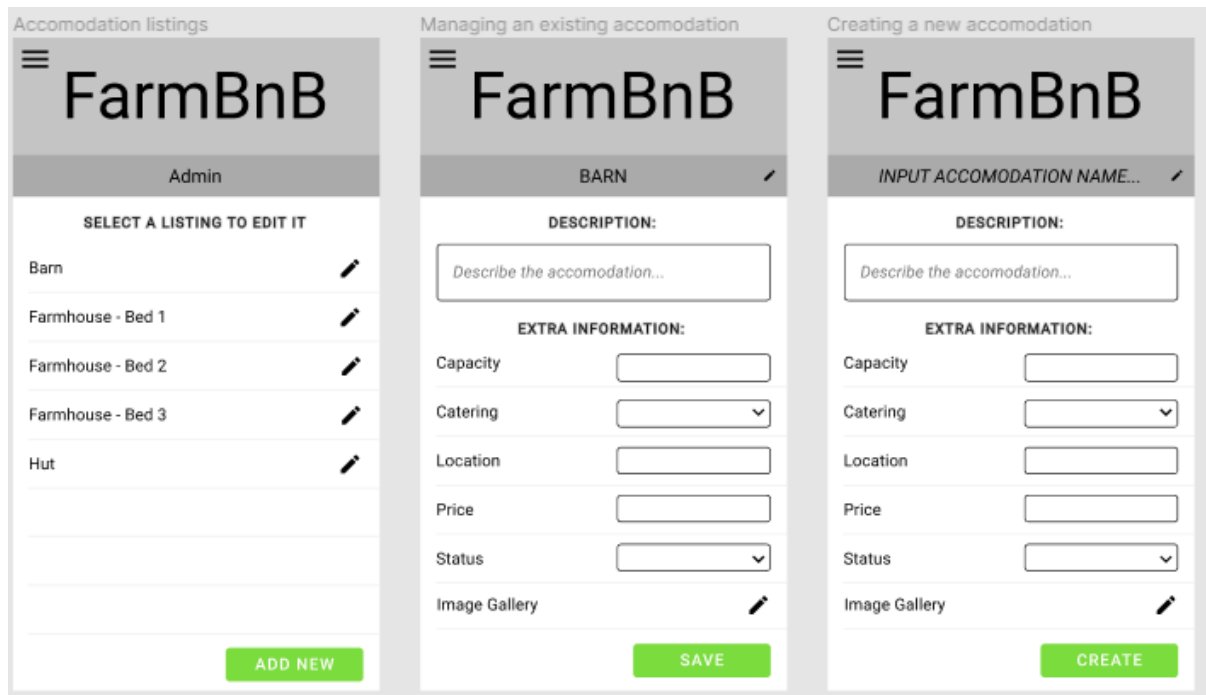 Accomodation listings
FarmBnB
Admin
SELECT A LISTING TO EDIT IT
Barn
Farmhouse - Bed 1
Farmhouse - Bed 2
Farmhouse - Bed 3
Hut
ADD NEW
Managing an existing accomodation
FarmBnB
BARN
DESCRIPTION:
Describe the accomodation...
EXTRA INFORMATION:
Capacity
Catering
Location
Price
Status
Image Gallery
SAVE
Creating a new accomodation
FarmBnB
INPUT ACCOMODATION NAME...
DESCRIPTION:
Describe the accomodation...
EXTRA INFORMATION:
Capacity
Catering
Location
Price
Status
Image Gallery
CREATE